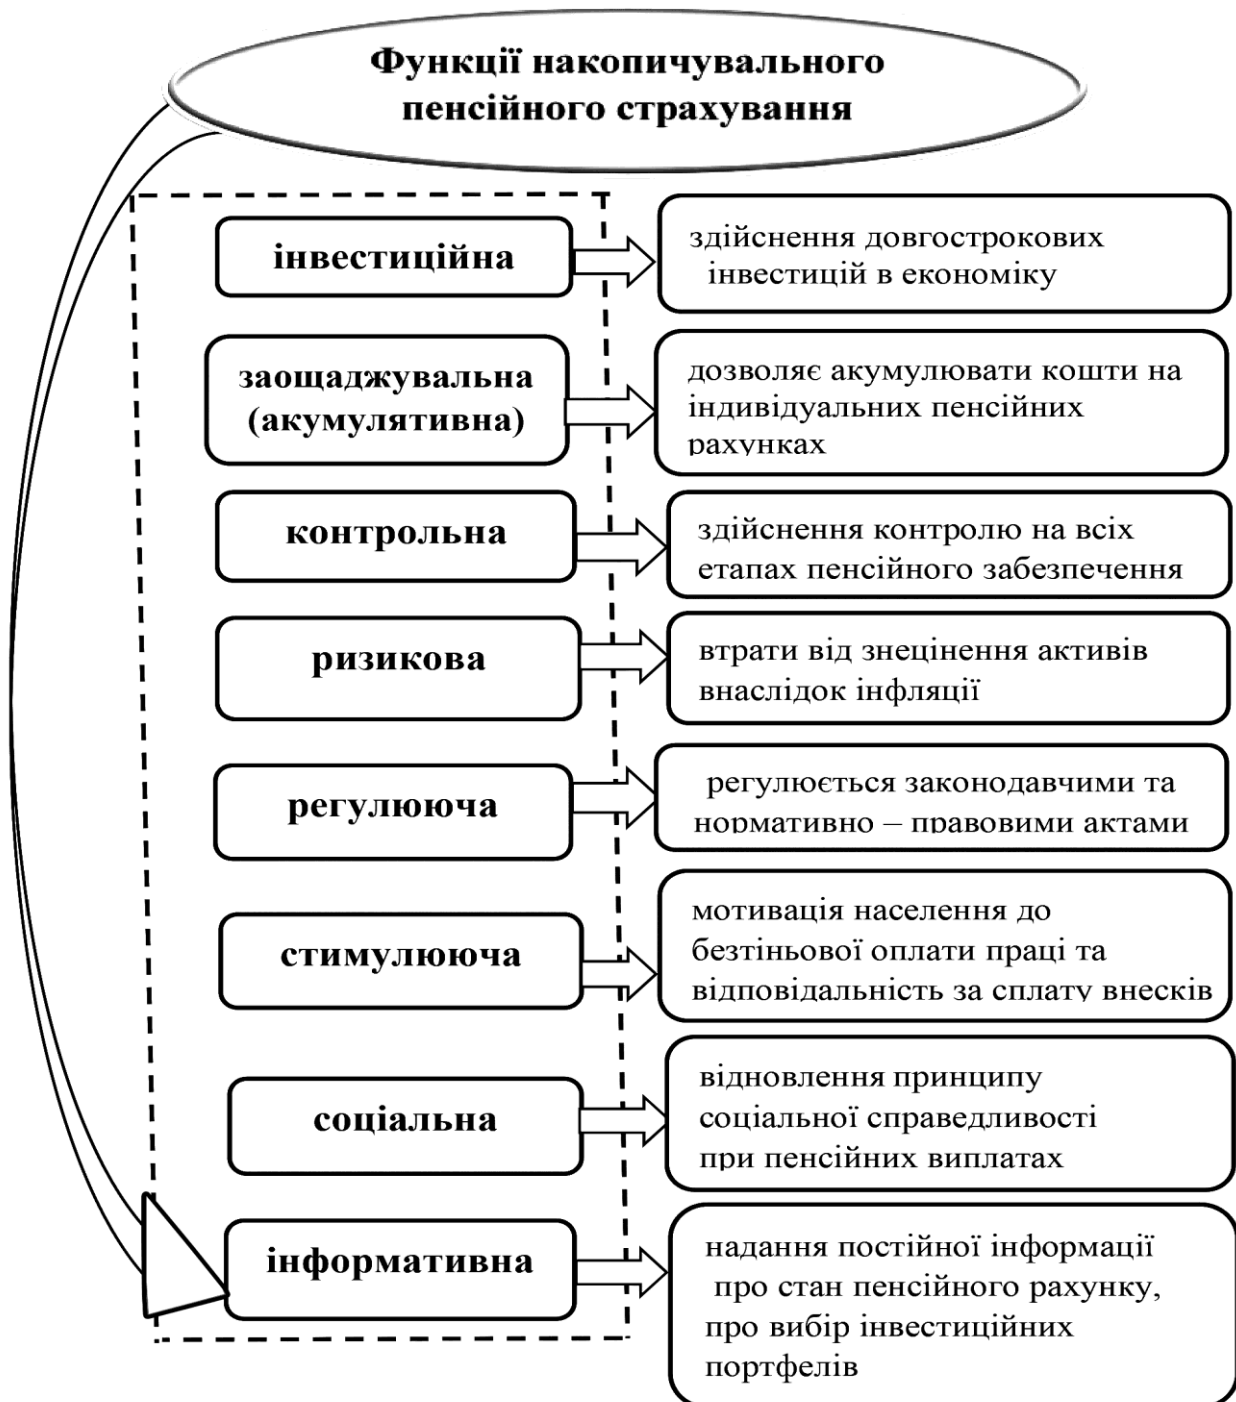 Функції накопичувального
пенсійного страхування
інвестиційна
здійснення довгострокових
інвестицій в економіку
заощаджувальна
(акумулятивна)
дозволяє акумулювати кошти на
індивідуальних пенсійних
рахунках
контрольна
здійснення контролю на всіх
етапах пенсійного забезпечення
ризикова
втрати від знецінення активів
внаслідок інфляції
регулююча
регулюється законодавчими та
нормативно – правовими актами
стимулююча
мотивація населення до
безтіньової оплати праці та
відповідальність за сплату внесків
соціальна
відновлення принципу
соціальної справедливості
при пенсійних виплатах
інформативна
надання постійної інформації
про стан пенсійного рахунку,
про вибір інвестиційних
портфелів